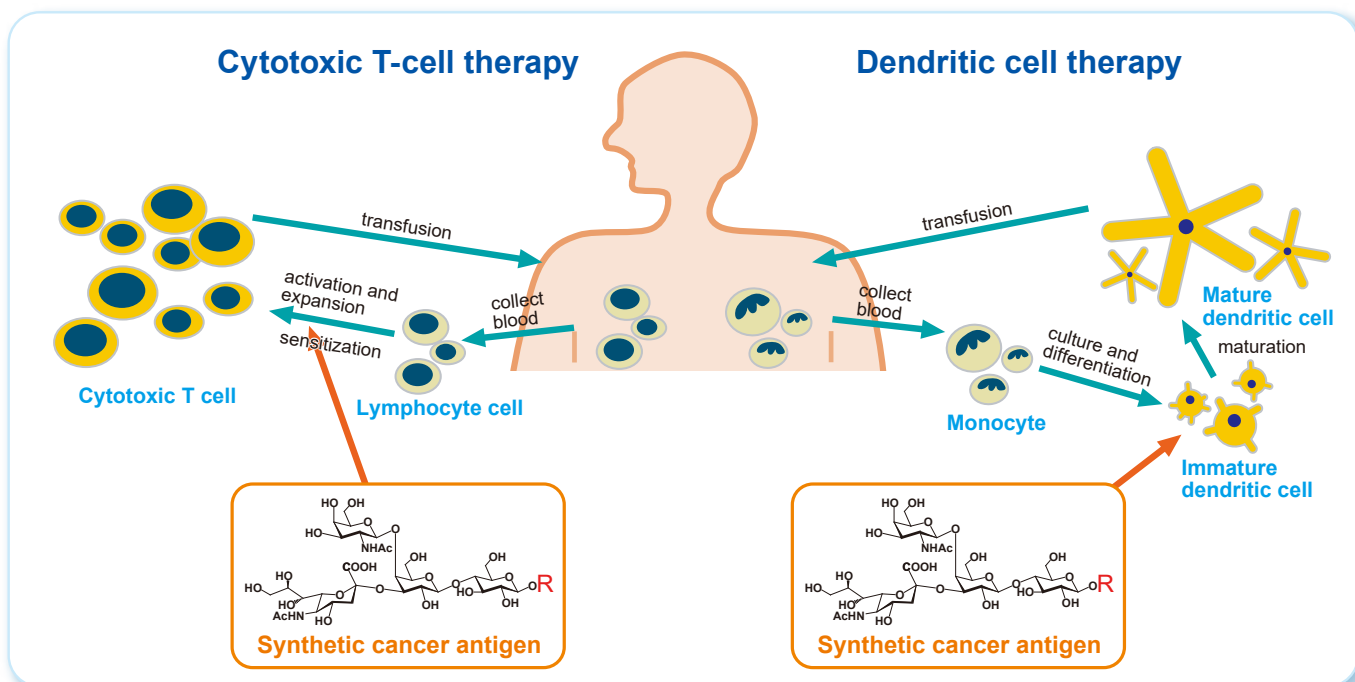 Cytotoxic T-cell therapy
Dendritic cell therapy
transfusion
activation and
expansion
sensitization
collect
blood
Cytotoxic T cell
Lymphocyte cell
transfusion
collect
blood
Monocyte
culture and
differentiation
Mature
dendritic cell
maturation
Immature
dendritic cell
HO
OH
HO
O
O
NHAc
OH
OH
HO
COOH
O
OH
O
HO
O
O
HO
O
O
R
HO
OH
AcHN
HO
OH
Synthetic cancer antigen
HO
OH
HO
O
O
NHAc
OH
OH
HO
COOH
O
OH
O
HO
O
O
HO
O
O
R
HO
OH
AcHN
HO
OH
Synthetic cancer antigen